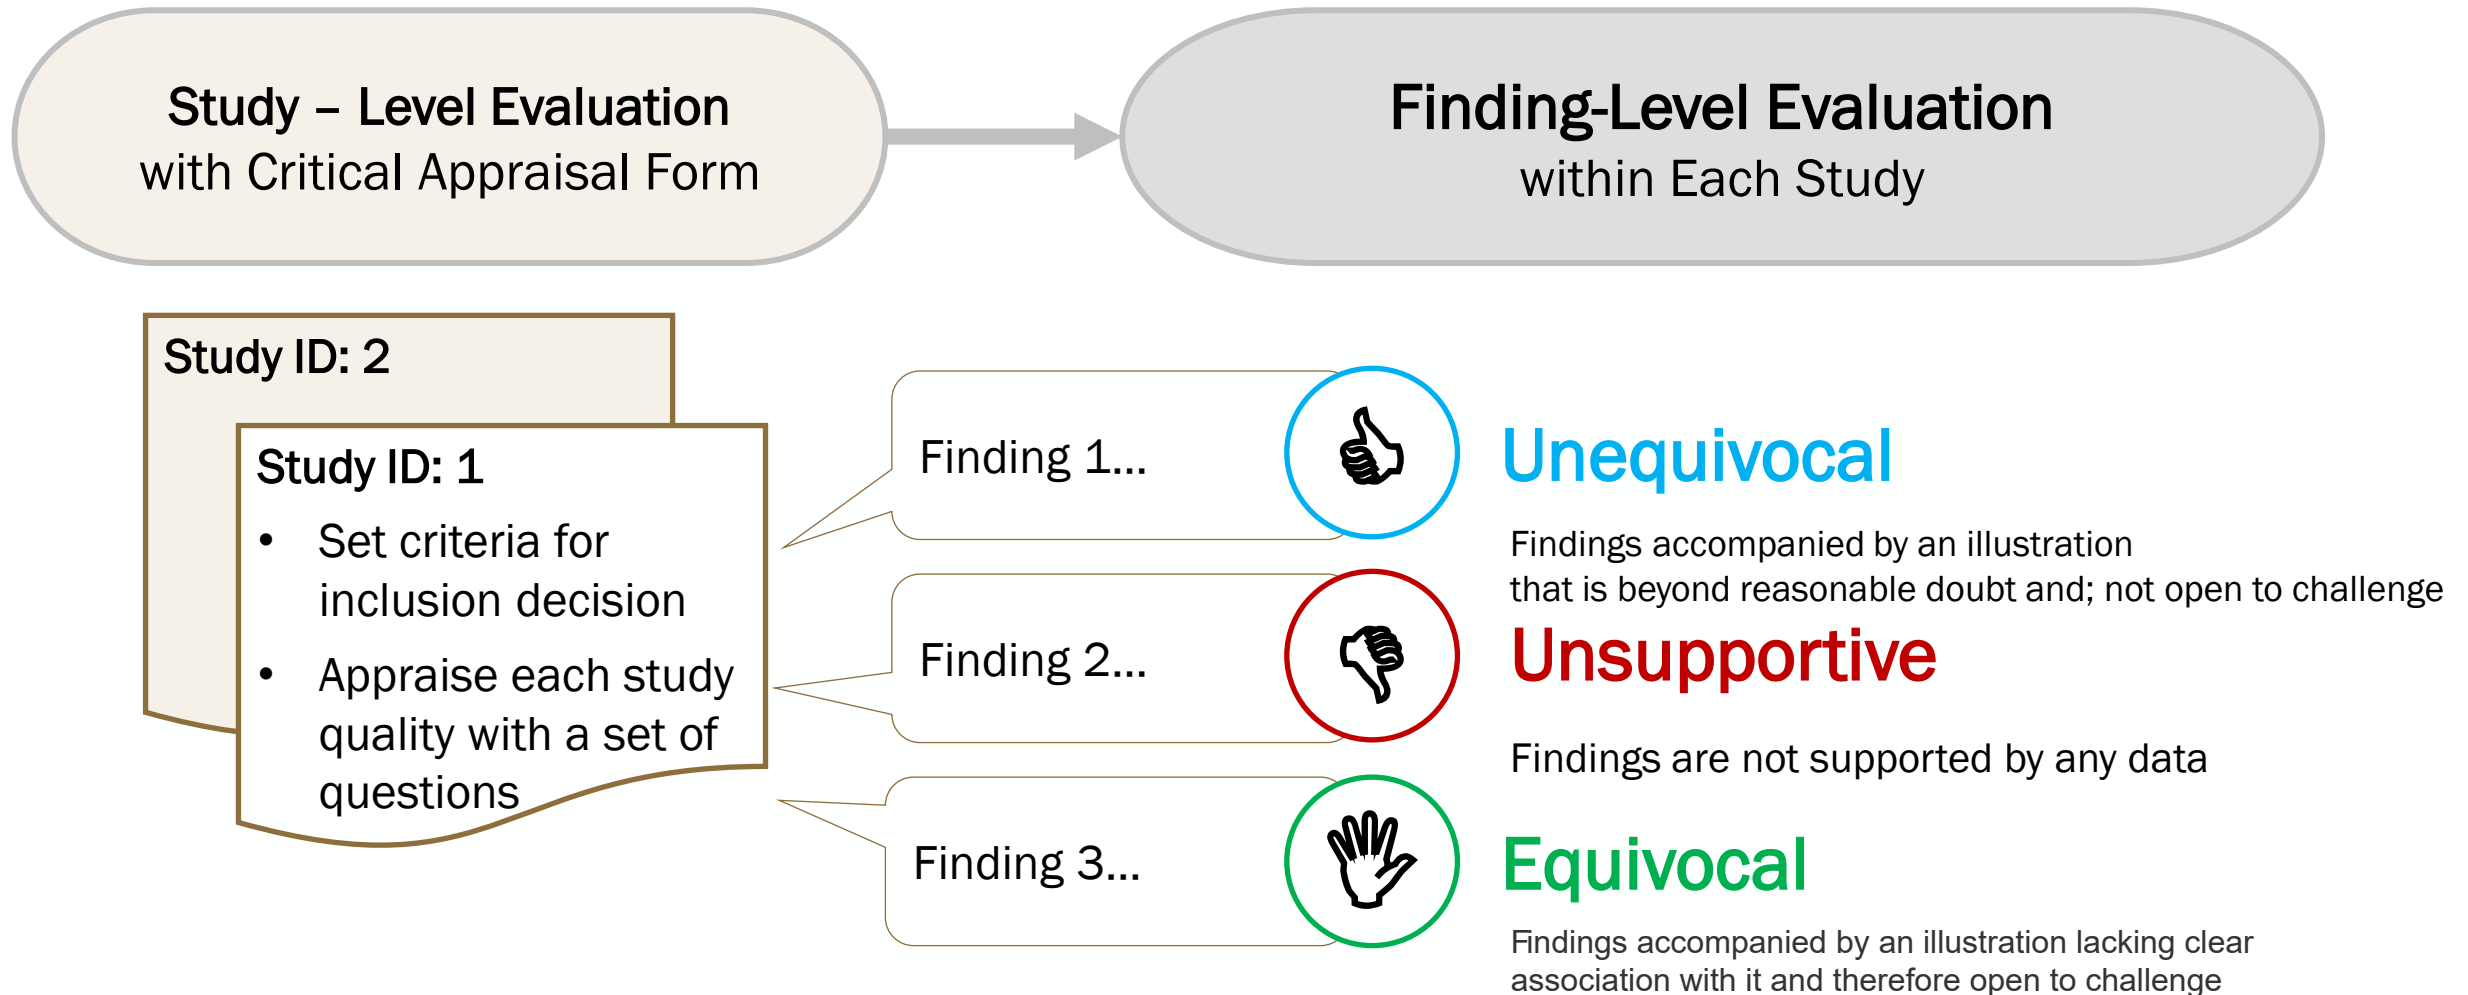 Study – Level Evaluation
with Critical Appraisal Form
Finding-Level Evaluation
within Each Study
Study ID: 2
Study ID: 1
• Set criteria for
inclusion decision
• Appraise each study
quality with a set of
questions
Finding 1...
Unequivocal
Findings accompanied by an illustration
that is beyond reasonable doubt and; not open to challenge
Finding 2...
Unsupportive
Findings are not supported by any data
Finding 3...
Equivocal
Findings accompanied by an illustration lacking clear
association with it and therefore open to challenge